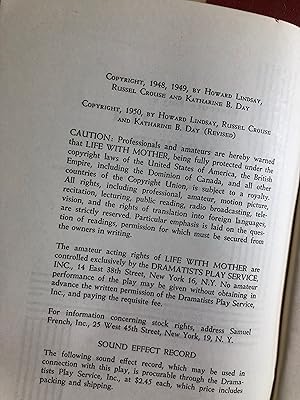 COPYRIGHT, 1948, 1949, BY HOWARD LINDSAY,
RUSSEL CROUSE AND KATHARINE B. DAY
COPYRIGHT, 1950, BY HOWARD LINDSAY, RUSSEL CROUSE
AND KATHARINE B. DAY (REVISED)
CAUTION: Professionals and amateurs are hereby warned
that LIFE WITH MOTHER, being fully protected under the
copyright laws of the United States of America, the British
Empire, including the Dominion of Canada, and all other
countries of the Copyright Union, is subject to a royalty.
All rights, including professional, amateur, motion picture,
recitation, lecturing, public reading, radio broadcasting, tele-
vision, and the rights of translation into foreign languages,
are strictly reserved. Particular emphasis is laid on the ques-
tion of readings, permission for which must be secured from
the owners in writing.
The amateur acting rights of LIFE WITH MOTHER are
controlled exclusively by the DRAMATISTS PLAY SERVICE,
INC., 14 East 38th Street, New York 16, N.Y. No amateur
performance of the play may be given without obtaining in
advance the written permission of the Dramatists Play Service,
Inc., and paying the requisite fee.
For information concerning stock rights, address Samuel
French, Inc., 25 West 45th Street, New York, 19, N. Y.
SOUND EFFECT RECORD
The following sound effect record, which may be used in
connection with this play, is procurable through the Drama-
tists Play Service, Inc., at $2.45 each, which price includes
packing and shipping.